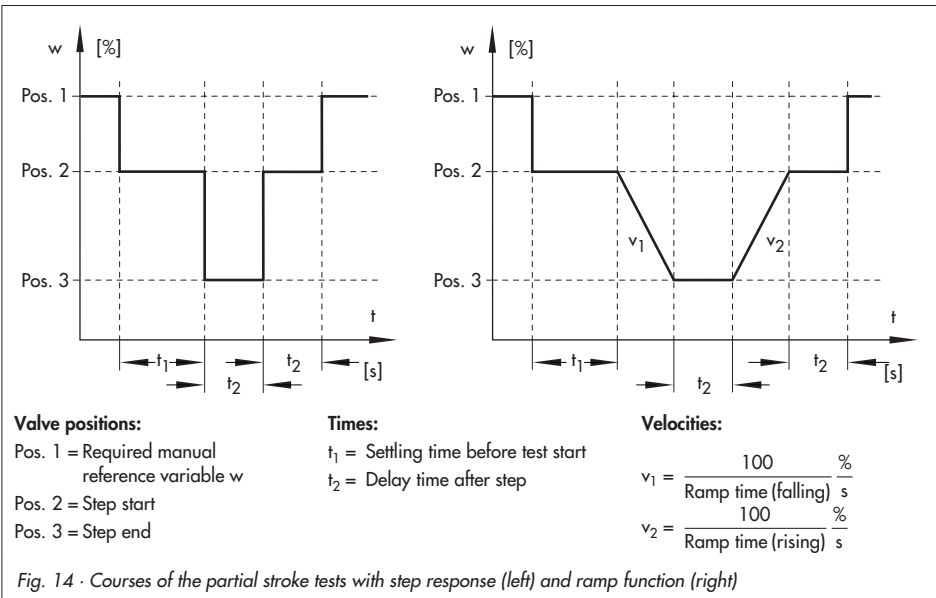 w [%]
Pos. 1
Pos. 2
Pos. 3
t
t1
t2
t2
[s]
w [%]
Pos. 1
Pos. 2
Pos. 3
v1
v2
t
t1
t2
t2
[s]
Valve positions:
Pos. 1 = Required manual
reference variable w
Pos. 2 = Step start
Pos. 3 = Step end
Times:
t1 = Settling time before test start
t2 = Delay time after step
Velocities:
v1 = 100 / Ramp time (falling) % / s
v2 = 100 / Ramp time (rising) % / s
Fig. 14 · Courses of the partial stroke tests with step response (left) and ramp function (right)